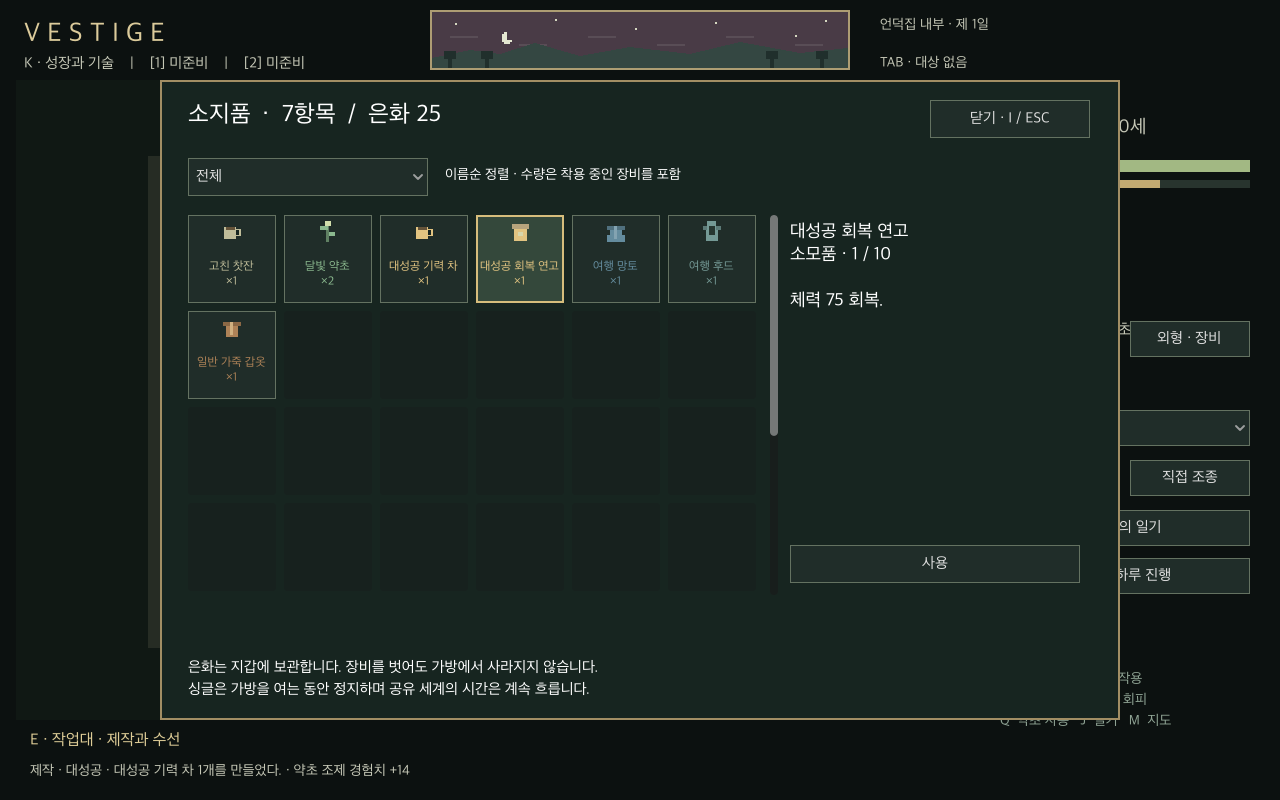 VESTIGE
K · 성장과 기술 | [1] 미준비 | [2] 미준비
언덕집 내부 · 제 1일
TAB · 대상 없음
소지품 · 7항목 / 은화 25
닫기 · I / ESC
전체
이름순 정렬 · 수량은 착용 중인 장비를 포함
고친 찻잔
×1
달빛 약초
×2
대성공 기력 차
×1
대성공 회복 연고
×1
여행 망토
×1
여행 후드
×1
일반 가죽 갑옷
×1
대성공 회복 연고
소모품 · 1 / 10
체력 75 회복.
사용
은화는 지갑에 보관합니다. 장비를 벗어도 가방에서 사라지지 않습니다.
싱글은 가방을 여는 동안 정지하며 공유 세계의 시간은 계속 흐릅니다.
0세
초
외형 · 장비
직접 조종
의 일기
하루 진행
작용
회피
M 지도
E · 작업대 · 제작과 수선
제작 · 대성공 · 대성공 기력 차 1개를 만들었다. · 약초 조제 경험치 +14